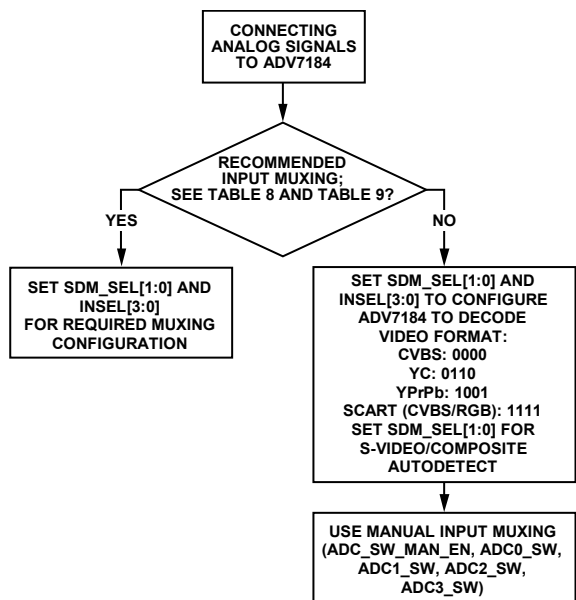 CONNECTING
ANALOG SIGNALS
TO ADV7184
RECOMMENDED
INPUT MUXING;
SEE TABLE 8 AND TABLE 9?
YES
NO
SET SDM_SEL[1:0] AND
INSEL[3:0]
FOR REQUIRED MUXING
CONFIGURATION
SET SDM_SEL[1:0] AND
INSEL[3:0] TO CONFIGURE
ADV7184 TO DECODE
VIDEO FORMAT:
CVBS: 0000
YC: 0110
YPrPb: 1001
SCART (CVBS/RGB): 1111
SET SDM_SEL[1:0] FOR
S-VIDEO/COMPOSITE
AUTODETECT
USE MANUAL INPUT MUXING
(ADC_SW_MAN_EN, ADC0_SW,
ADC1_SW, ADC2_SW,
ADC3_SW)